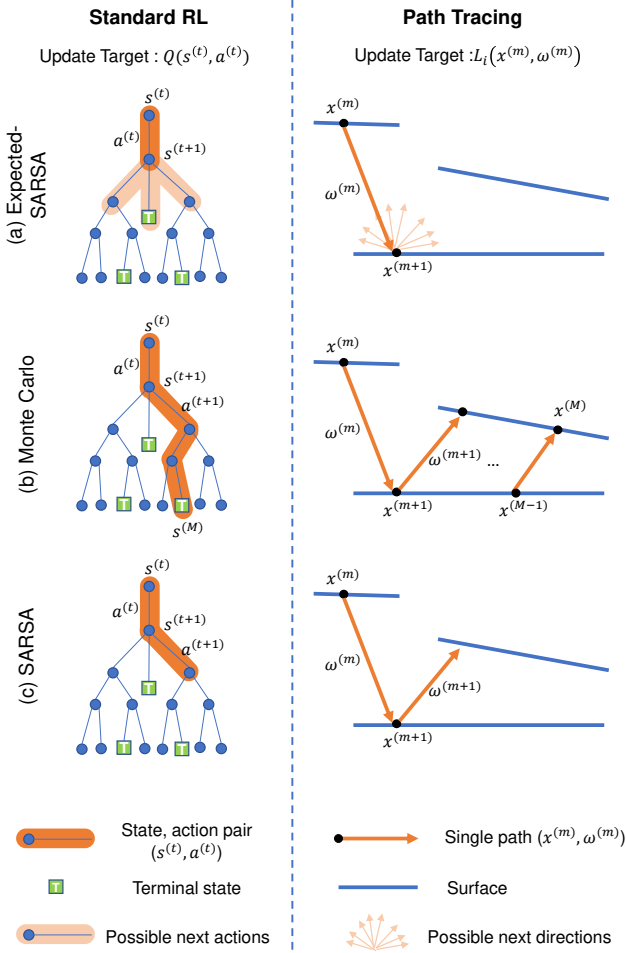 Standard RL
Path Tracing
Update Target : Q(s^(t), a^(t))
Update Target :L_i(x^(m), ω^(m))
(a) Expected-
SARSA
s^(t)
a^(t)
s^(t+1)
T
T
T
x^(m)
ω^(m)
x^(m+1)
(b) Monte Carlo
s^(t)
a^(t)
s^(t+1)
a^(t+1)
T
T
T
s^(M)
x^(m)
ω^(m)
x^(m+1)
ω^(m+1)
...
x^(M)
x^(M−1)
(c) SARSA
s^(t)
a^(t)
s^(t+1)
a^(t+1)
T
T
T
x^(m)
ω^(m)
x^(m+1)
ω^(m+1)
State, action pair
(s^(t), a^(t))
Single path (x^(m), ω^(m))
T
Terminal state
Surface
Possible next actions
Possible next directions